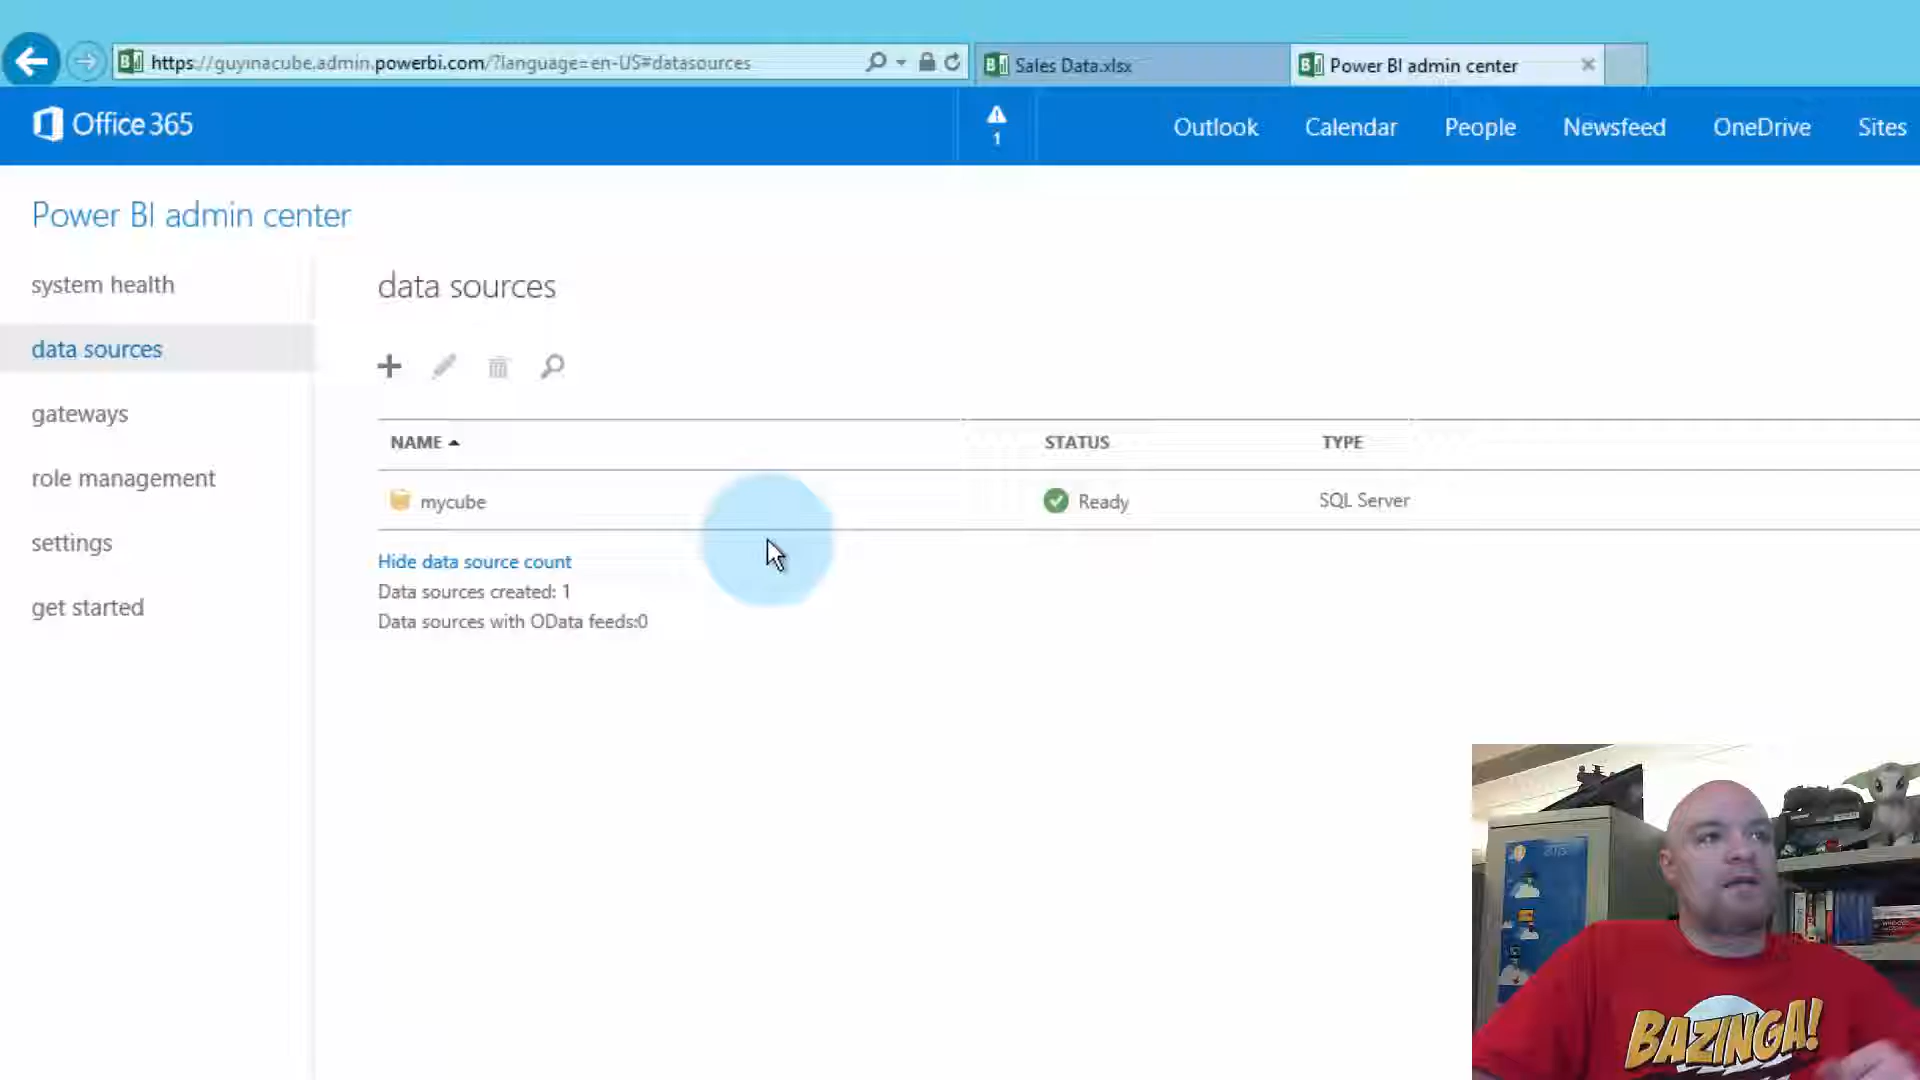 https://guyinacube.admin.powerbi.com/?language=en-US#datasources
Sales Data.xlsx
Power BI admin center
Office 365
1
Outlook
Calendar
People
Newsfeed
OneDrive
Sites
Power BI admin center
system health
data sources
gateways
role management
settings
get started
data sources
NAME
STATUS
TYPE
mycube
Ready
SQL Server
Hide data source count
Data sources created: 1
Data sources with OData feeds:0
BAZINGA!